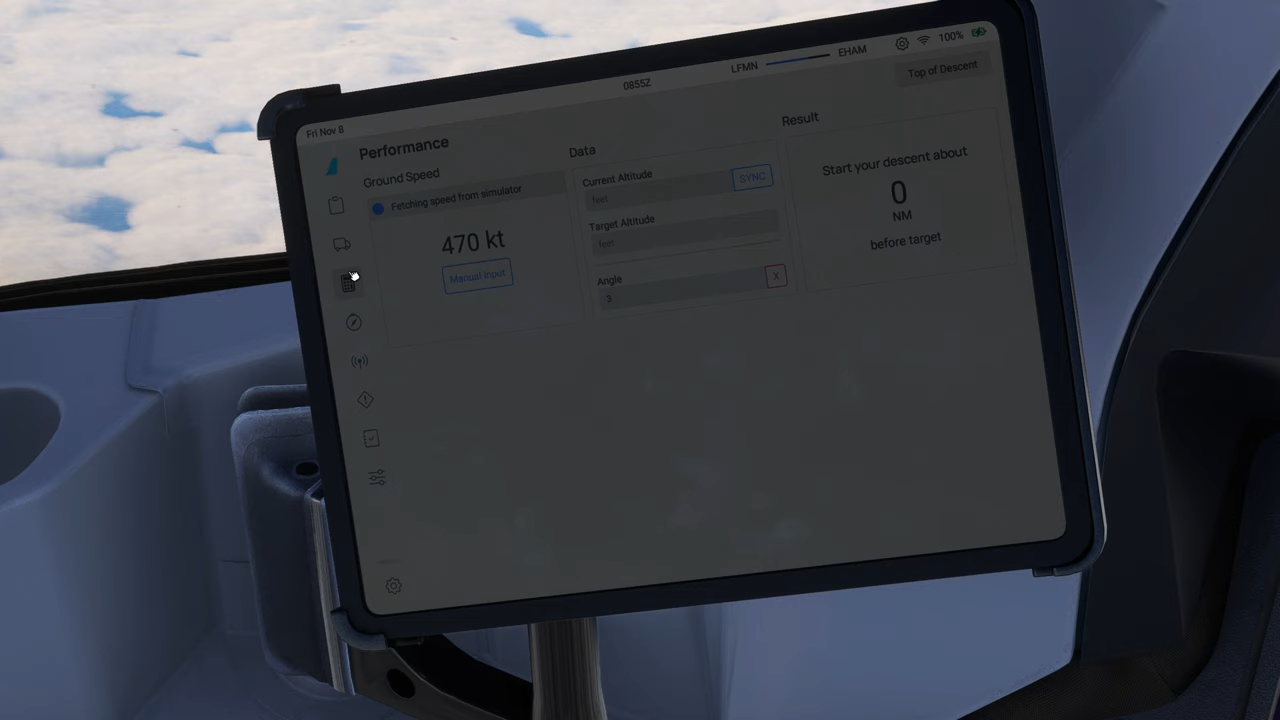 Fri Nov 8
0855Z
LFMN
EHAM
100%
Performance
Top of Descent
Ground Speed
Fetching speed from simulator
470 kt
Manual Input
Data
Current Altitude
feet
SYNC
Target Altitude
feet
Angle
3
X
Result
Start your descent about
0
NM
before target